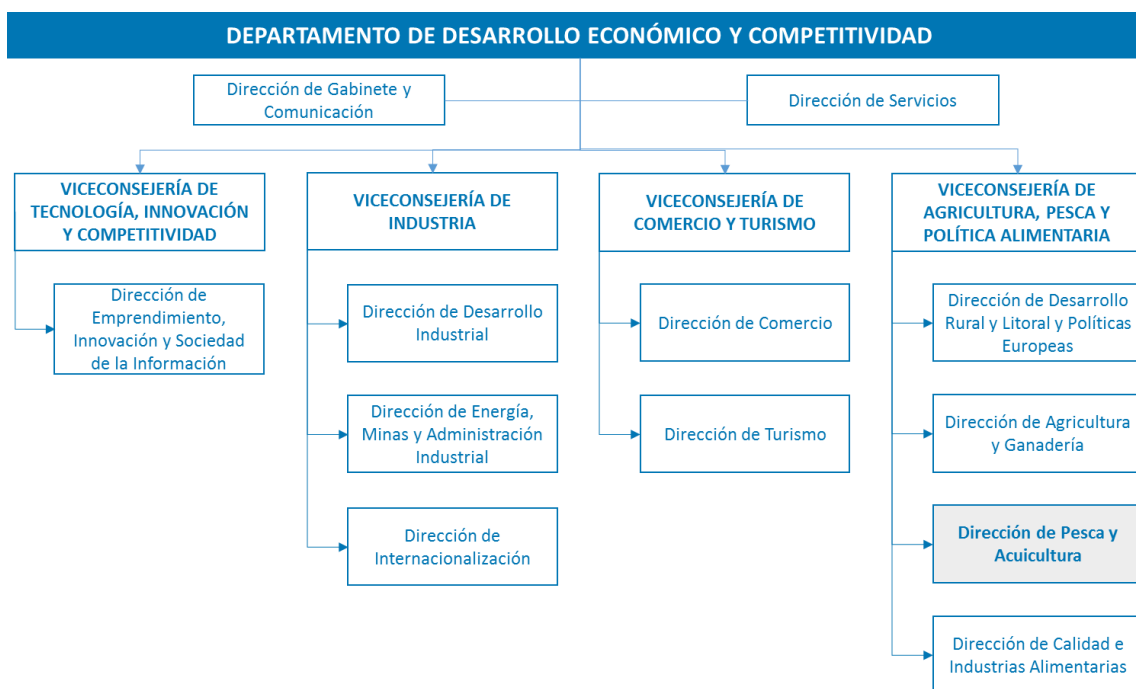 DEPARTAMENTO DE DESARROLLO ECONÓMICO Y COMPETITIVIDAD
Dirección de Gabinete y
Comunicación
Dirección de Servicios
VICECONSEJERÍA DE
TECNOLOGÍA, INNOVACIÓN
Y COMPETITIVIDAD
Dirección de
Emprendimiento,
Innovación y Sociedad
de la Información
VICECONSEJERÍA DE
INDUSTRIA
Dirección de Desarrollo
Industrial
Dirección de Energía,
Minas y Administración
Industrial
Dirección de
Internacionalización
VICECONSEJERÍA DE
COMERCIO Y TURISMO
Dirección de Comercio
Dirección de Turismo
VICECONSEJERÍA DE
AGRICULTURA, PESCA Y
POLÍTICA ALIMENTARIA
Dirección de Desarrollo
Rural y Litoral y Políticas
Europeas
Dirección de Agricultura
y Ganadería
Dirección de Pesca y
Acuicultura
Dirección de Calidad e
Industrias Alimentarias